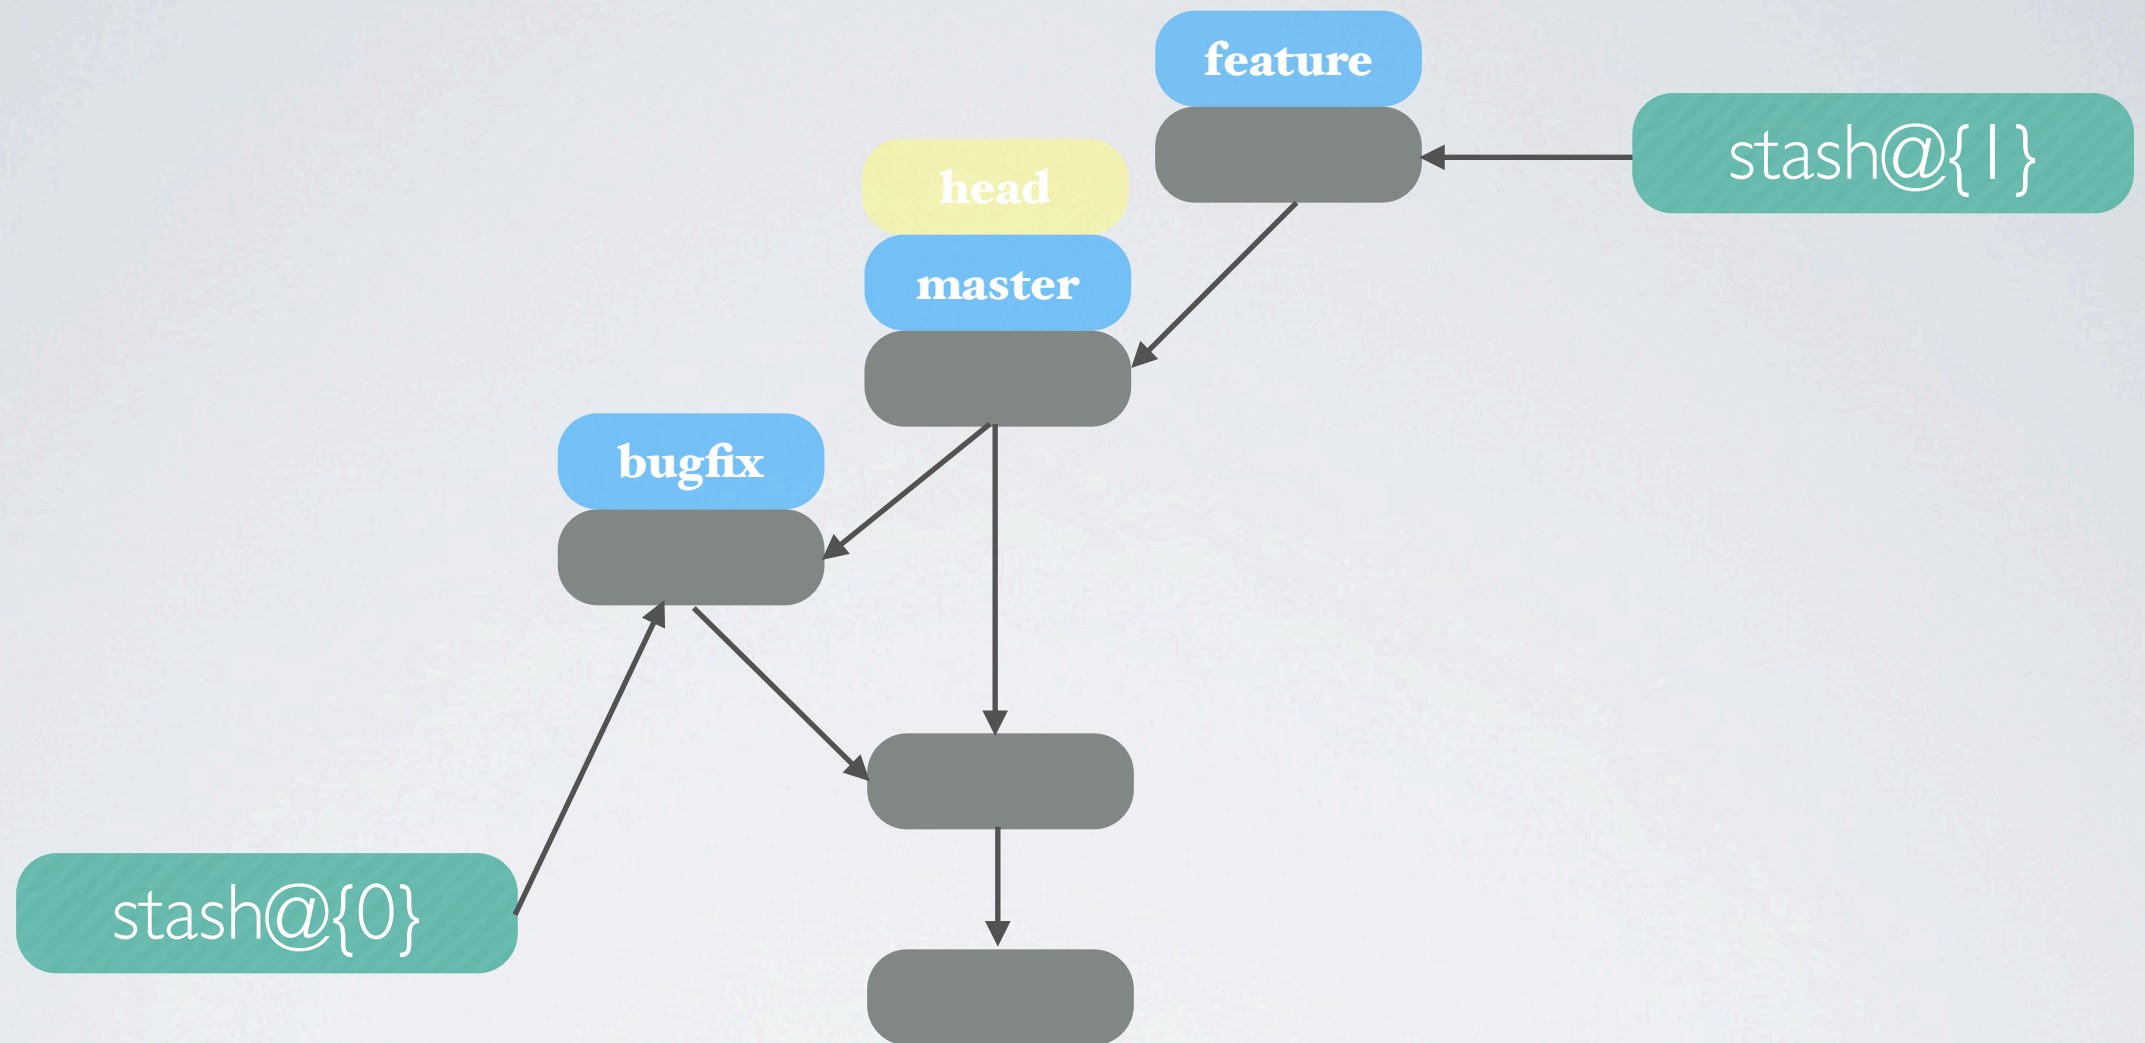 feature
stash@{1}
head
master
bugfix
stash@{0}